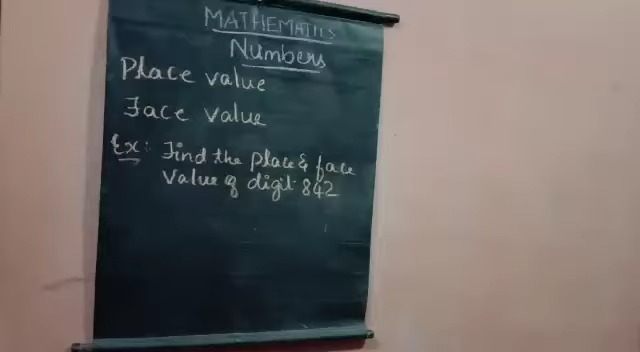 MATHEMATICS
Numbers
Place value
Face value
Ex: Find the place & face
value of digit 842